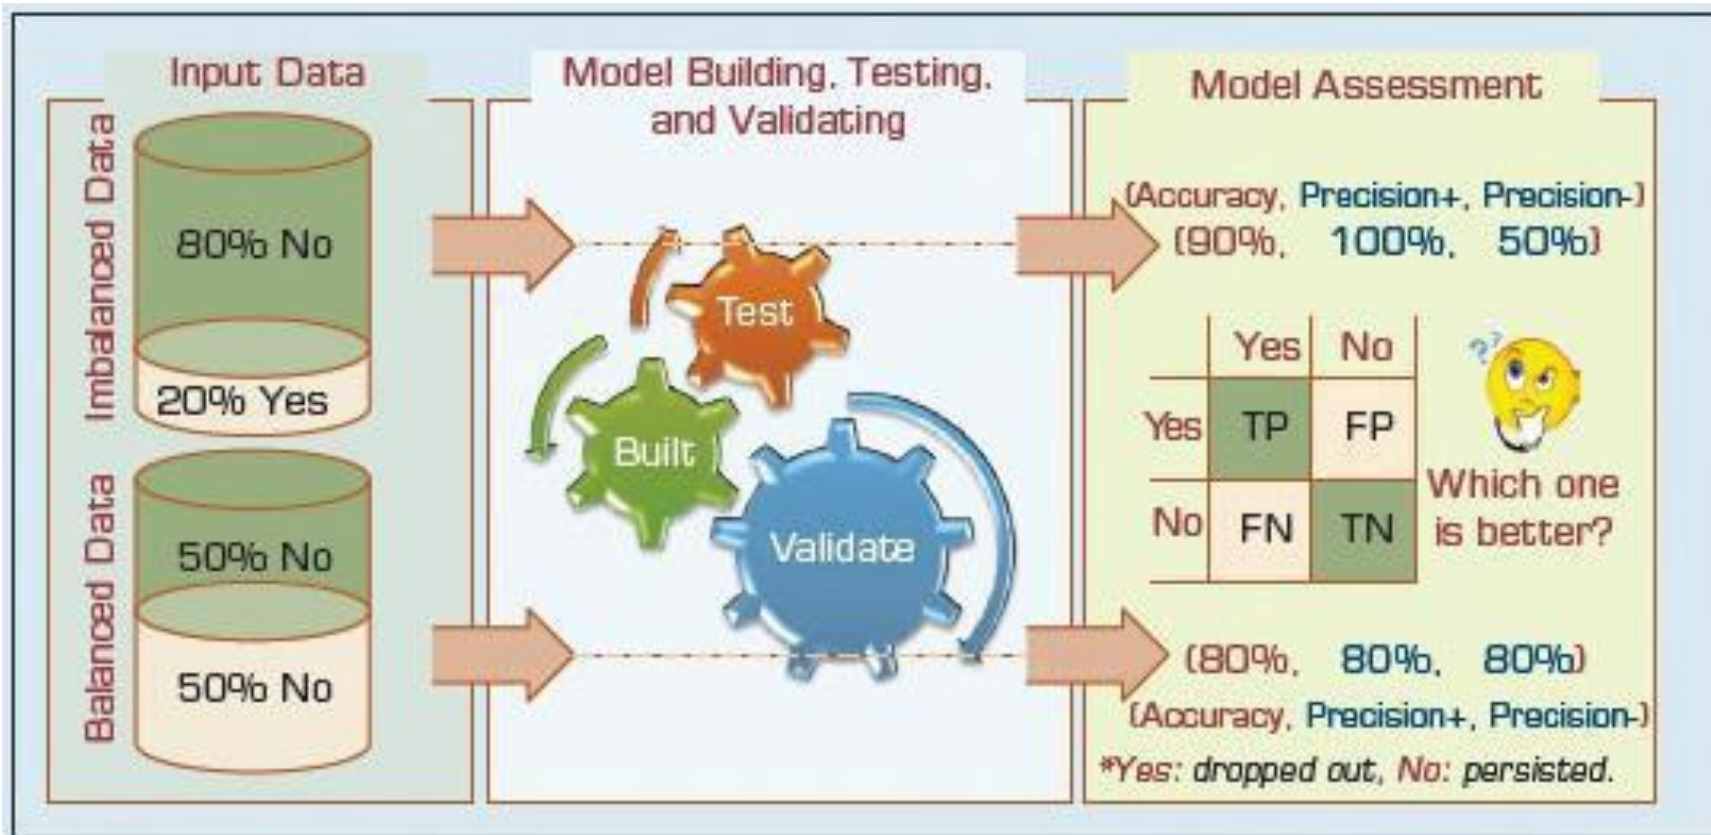 Input Data
Imbalanced Data
80% No
20% Yes
Balanced Data
50% No
50% No
Model Building, Testing,
and Validating
Test
Built
Validate
Model Assessment
(Accuracy, Precision+, Precision-)
(90%, 100%, 50%)
Yes No
Yes TP FP
No FN TN
??
Which one
is better?
(80%, 80%, 80%)
(Accuracy, Precision+, Precision-)
*Yes: dropped out, No: persisted.